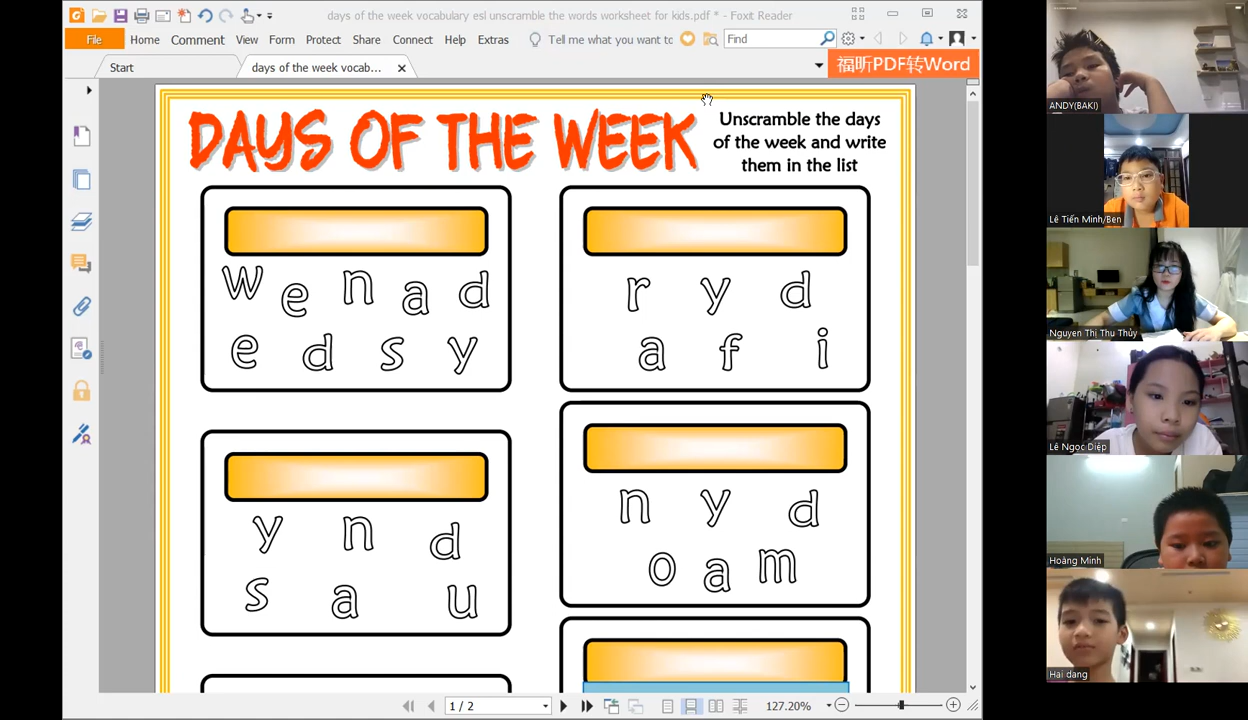 days of the week vocabulary esl unscramble the words worksheet for kids.pdf * - Foxit Reader
File Home Comment View Form Protect Share Connect Help Extras Tell me what you want to Find
Start days of the week vocab... 福昕PDF转Word
DAYS OF THE WEEK
Unscramble the days
of the week and write
them in the list
w e n a d
e d s y
r y d
a f i
y n d
s a u
n y d
o a m
1 / 2 127.20%
ANDY(BAKI)
Lê Tiến Minh/Ben
Nguyen Thị Thu Thủy
Lê Ngọc Diệp
Hoàng Minh
Hai dang